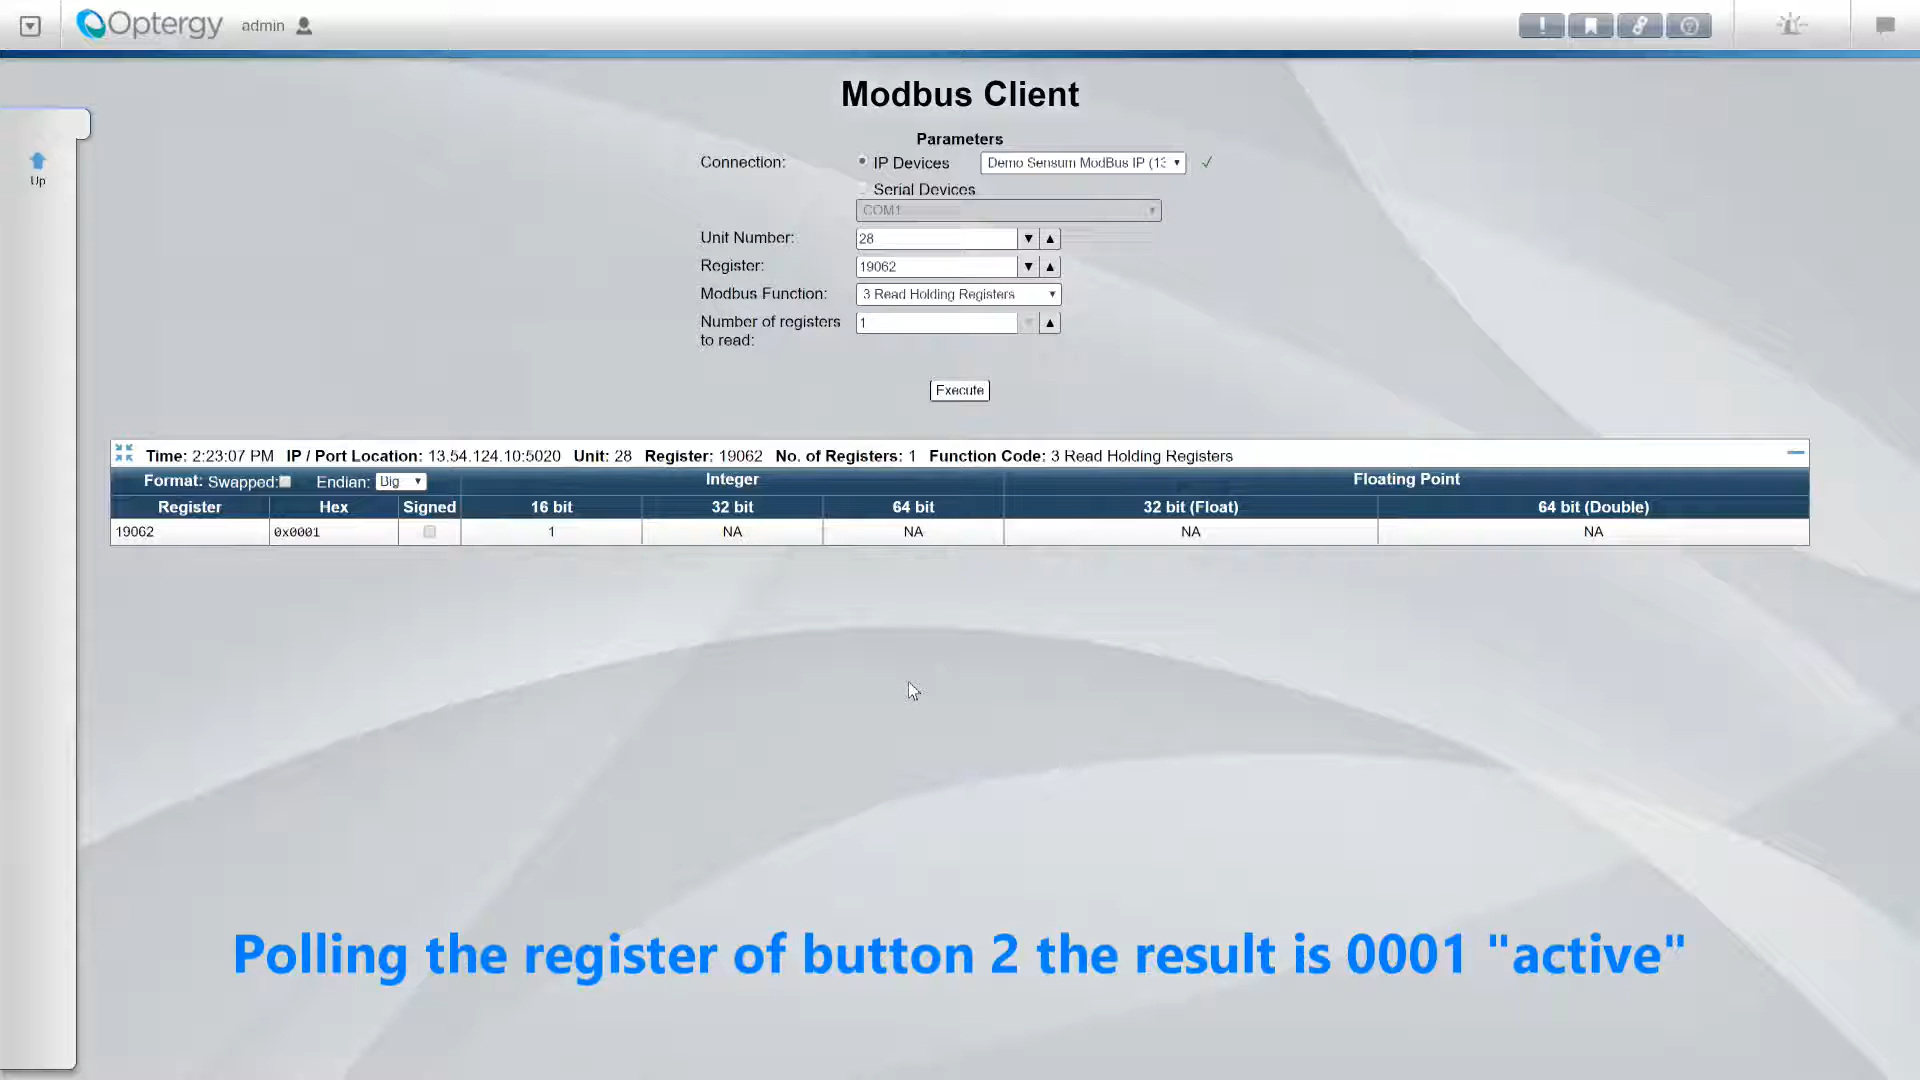 Optergy admin
Modbus Client
Up
Parameters
Connection: IP Devices Demo Sensum ModBus IP (13
Serial Devices
COM1
Unit Number: 28
Register: 19062
Modbus Function: 3 Read Holding Registers
Number of registers to read: 1
Execute
Time: 2:23:07 PM IP / Port Location: 13.54.124.10:5020 Unit: 28 Register: 19062 No. of Registers: 1 Function Code: 3 Read Holding Registers
Format: Swapped: Endian: Big Integer Floating Point
Register Hex Signed 16 bit 32 bit 64 bit 32 bit (Float) 64 bit (Double)
19062 0x0001 1 NA NA NA NA
Polling the register of button 2 the result is 0001 "active"